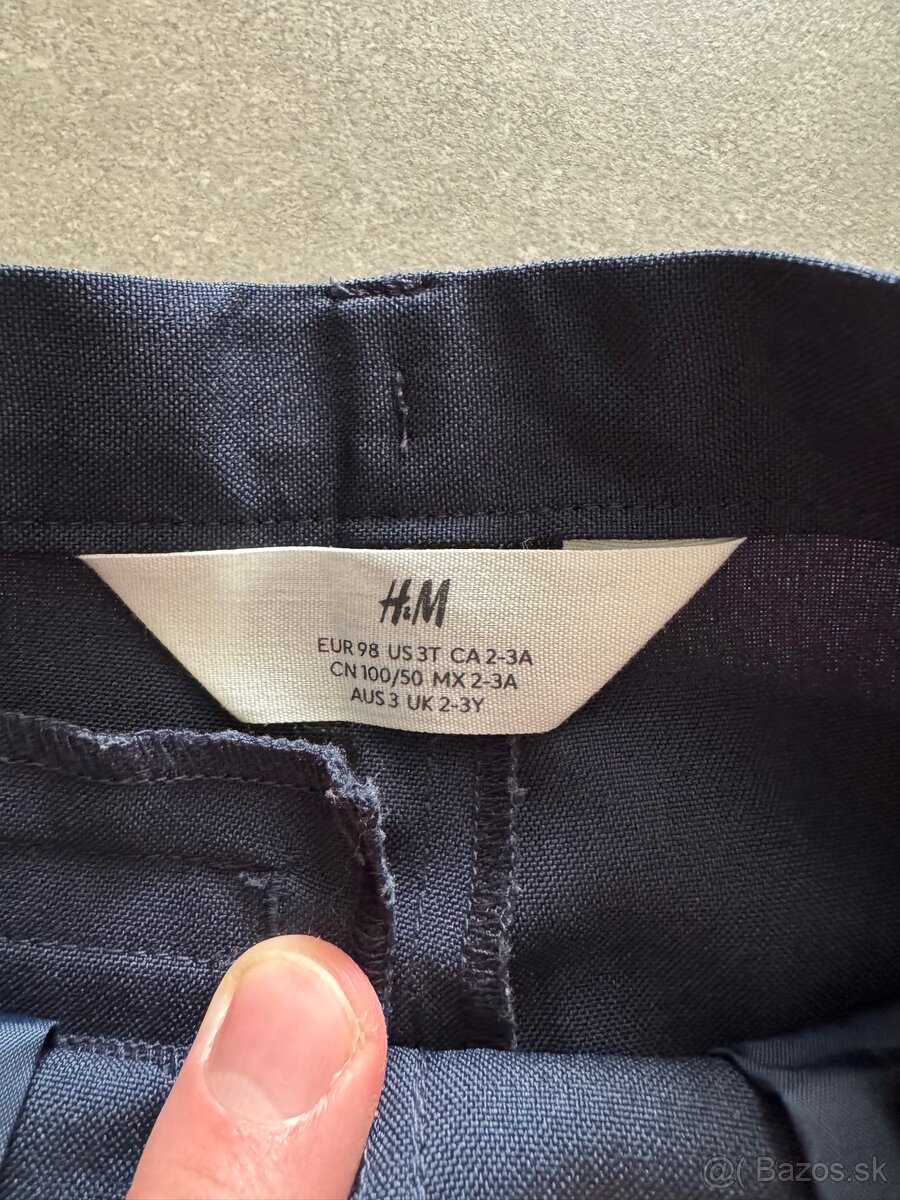 H&M
EUR 98 US 3T CA 2-3A
CN 100/50 MX 2-3A
AUS 3 UK 2-3Y
@( Bazos.sk